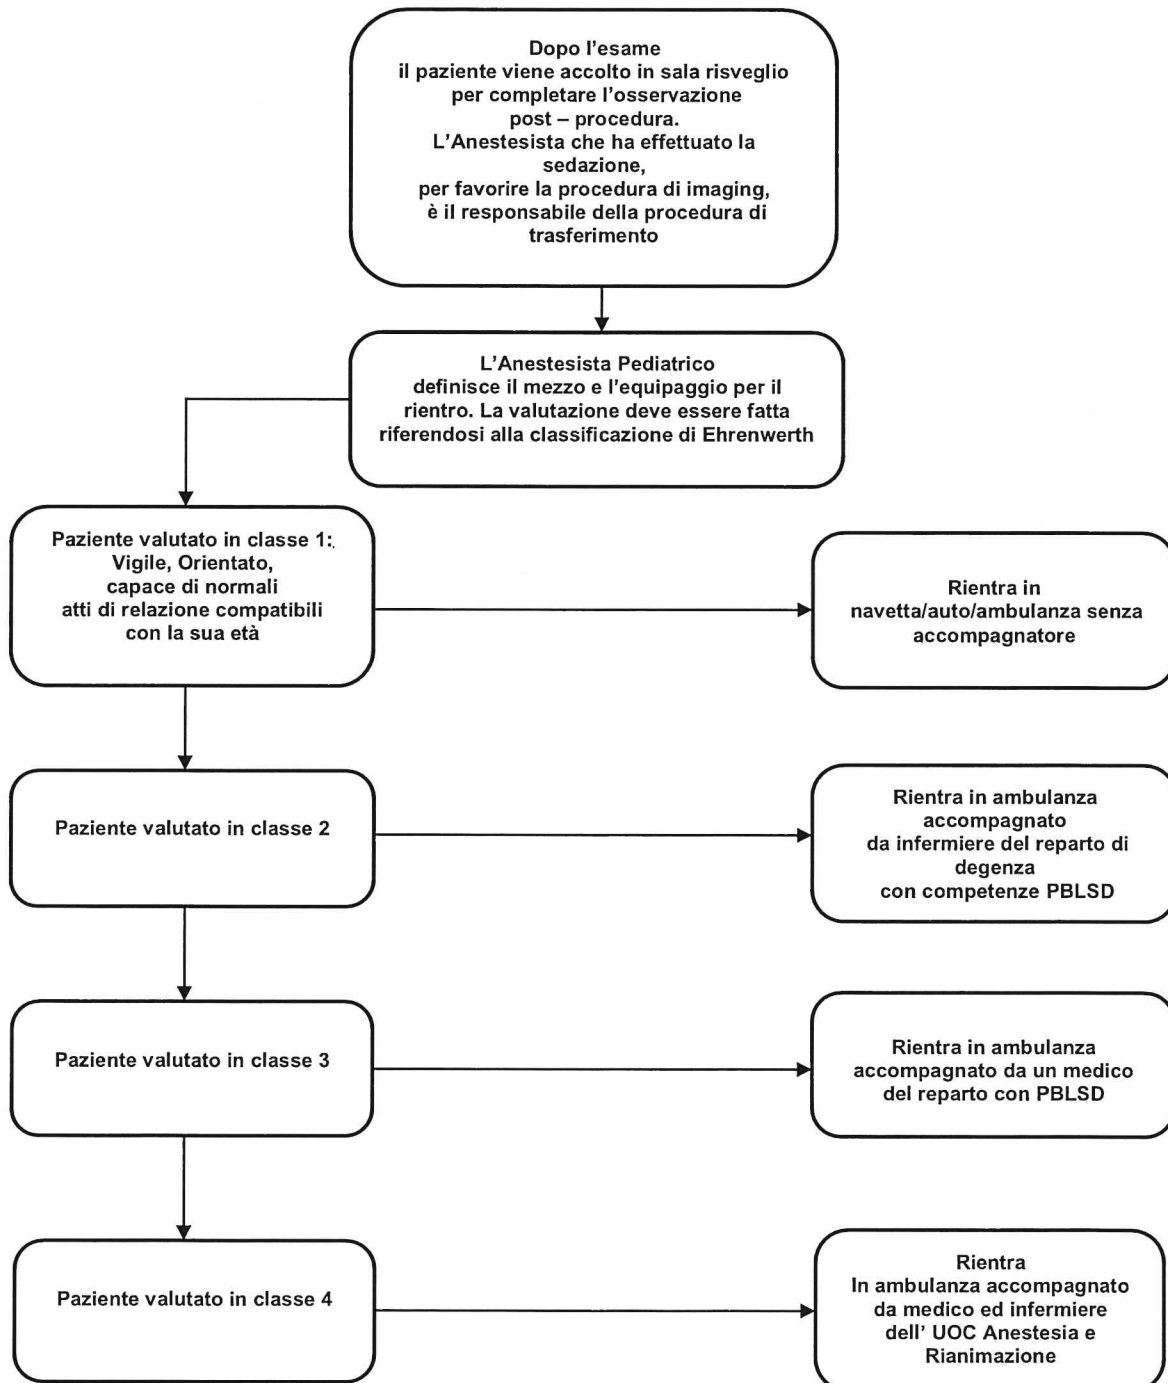 Dopo l'esame
il paziente viene accolto in sala risveglio
per completare l'osservazione
post – procedura.
L'Anestesista che ha effettuato la
sedazione,
per favorire la procedura di imaging,
è il responsabile della procedura di
trasferimento
L'Anestesista Pediatrico
definisce il mezzo e l'equipaggio per il
rientro. La valutazione deve essere fatta
riferendosi alla classificazione di Ehrenwerth
Paziente valutato in classe 1:
Vigile, Orientato,
capace di normali
atti di relazione compatibili
con la sua età
Rientra in
navetta/auto/ambulanza senza
accompagnatore
Paziente valutato in classe 2
Rientra in ambulanza
accompagnato
da infermiere del reparto di
degenza
con competenze PBLSD
Paziente valutato in classe 3
Rientra in ambulanza
accompagnato da un medico
del reparto con PBLSD
Paziente valutato in classe 4
Rientra
In ambulanza accompagnato
da medico ed infermiere
dell' UOC Anestesia e
Rianimazione